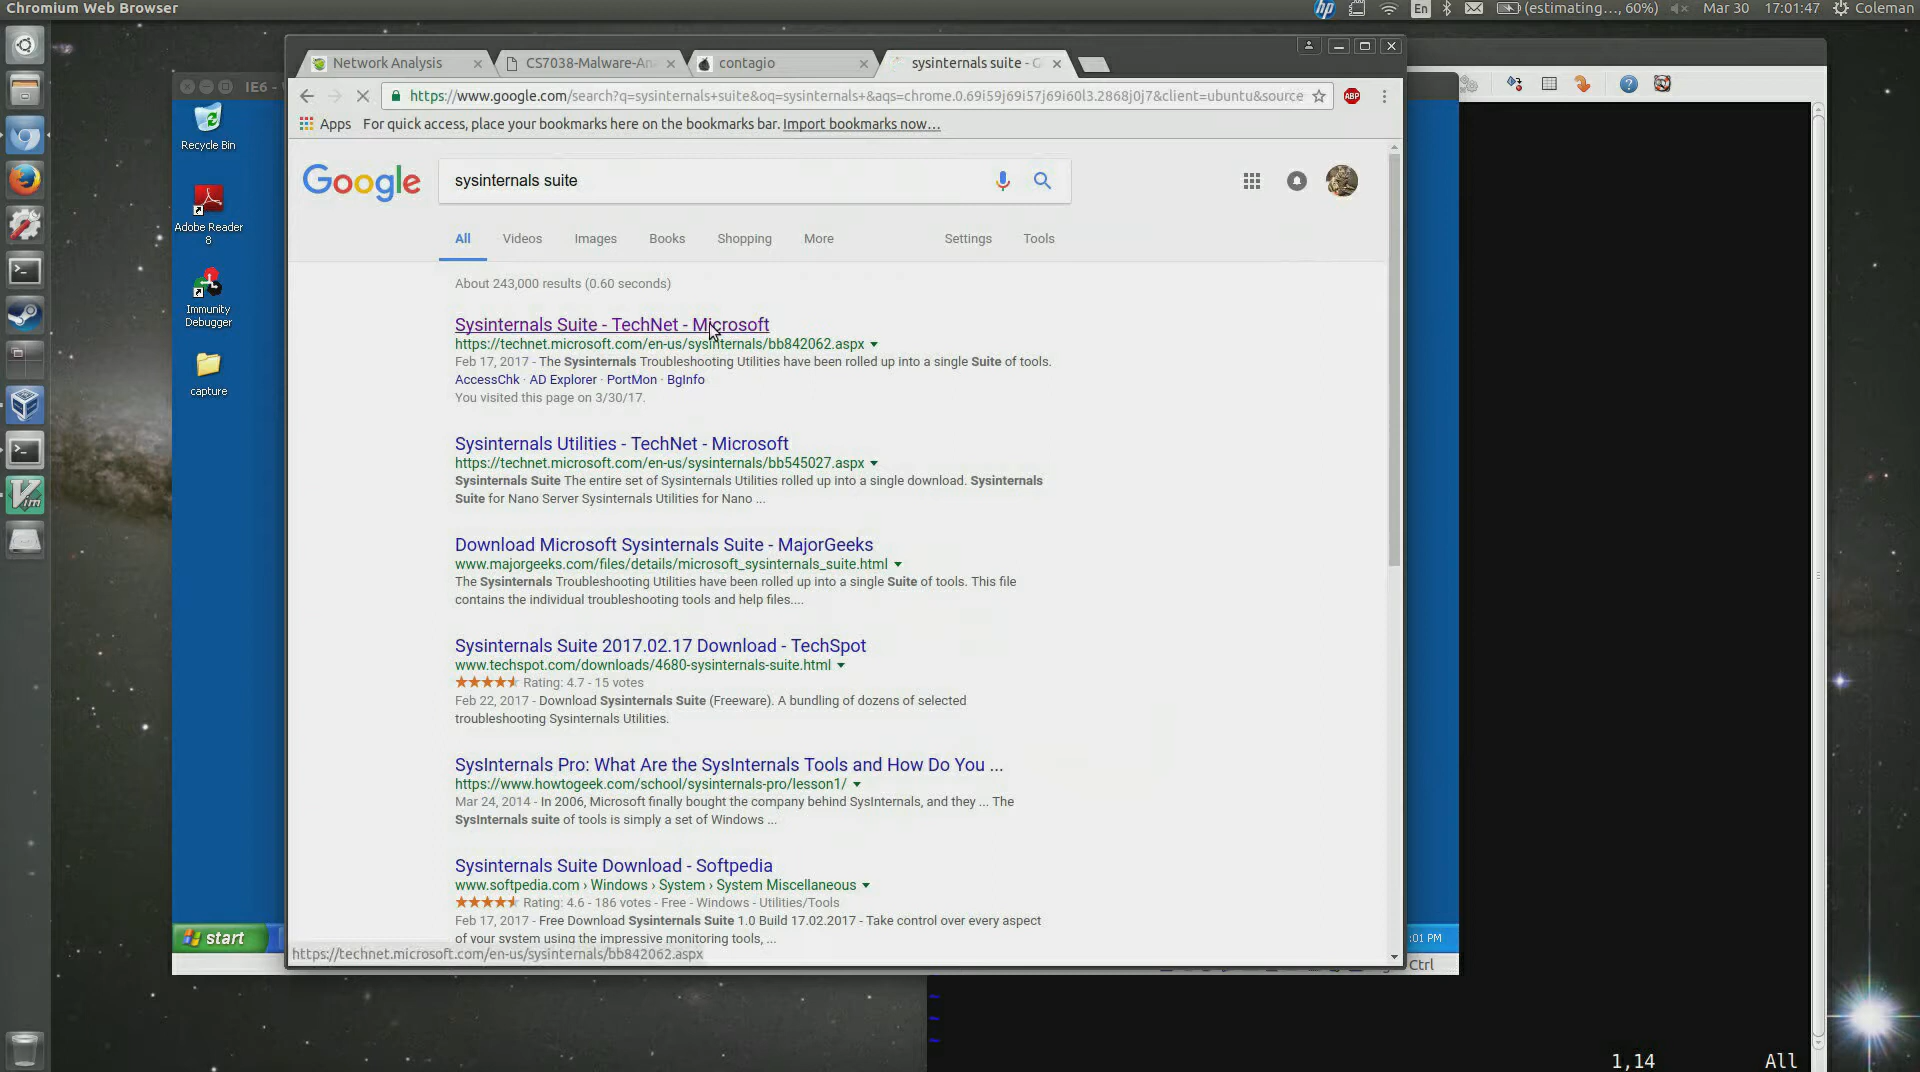 Chromium Web Browser
hp En (estimating..., 60%) Mar 30 17:01:47 Coleman
IE6 -
Network Analysis
CS7038-Malware-An
contagio
sysinternals suite - G
https://www.google.com/search?q=sysinternals+suite&oq=sysinternals+&aqs=chrome.0.69i59j69i57j69i60l3.2868j0j7&client=ubuntu&source
ABP
Apps For quick access, place your bookmarks here on the bookmarks bar. Import bookmarks now...
Recycle Bin
Adobe Reader
8
Immunity
Debugger
capture
Google
sysinternals suite
All Videos Images Books Shopping More Settings Tools
About 243,000 results (0.60 seconds)
Sysinternals Suite - TechNet - Microsoft
https://technet.microsoft.com/en-us/sysinternals/bb842062.aspx
Feb 17, 2017 - The Sysinternals Troubleshooting Utilities have been rolled up into a single Suite of tools.
AccessChk · AD Explorer · PortMon · BgInfo
You visited this page on 3/30/17.
Sysinternals Utilities - TechNet - Microsoft
https://technet.microsoft.com/en-us/sysinternals/bb545027.aspx
Sysinternals Suite The entire set of Sysinternals Utilities rolled up into a single download. Sysinternals
Suite for Nano Server Sysinternals Utilities for Nano ...
Download Microsoft Sysinternals Suite - MajorGeeks
www.majorgeeks.com/files/details/microsoft_sysinternals_suite.html
The Sysinternals Troubleshooting Utilities have been rolled up into a single Suite of tools. This file
contains the individual troubleshooting tools and help files....
Sysinternals Suite 2017.02.17 Download - TechSpot
www.techspot.com/downloads/4680-sysinternals-suite.html
Rating: 4.7 - 15 votes
Feb 22, 2017 - Download Sysinternals Suite (Freeware). A bundling of dozens of selected
troubleshooting Sysinternals Utilities.
SysInternals Pro: What Are the SysInternals Tools and How Do You ...
https://www.howtogeek.com/school/sysinternals-pro/lesson1/
Mar 24, 2014 - In 2006, Microsoft finally bought the company behind SysInternals, and they ... The
SysInternals suite of tools is simply a set of Windows ...
Sysinternals Suite Download - Softpedia
www.softpedia.com › Windows › System › System Miscellaneous
Rating: 4.6 - 186 votes - Free - Windows - Utilities/Tools
Feb 17, 2017 - Free Download Sysinternals Suite 1.0 Build 17.02.2017 - Take control over every aspect
of your system using the impressive monitoring tools, ...
https://technet.microsoft.com/en-us/sysinternals/bb842062.aspx
start
:01 PM
Ctrl
~
~
~
1,14 All